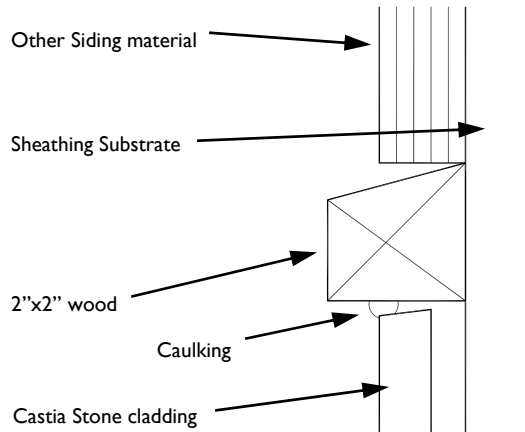 Other Siding material
Sheathing Substrate
2”x2” wood
Caulking
Castia Stone cladding